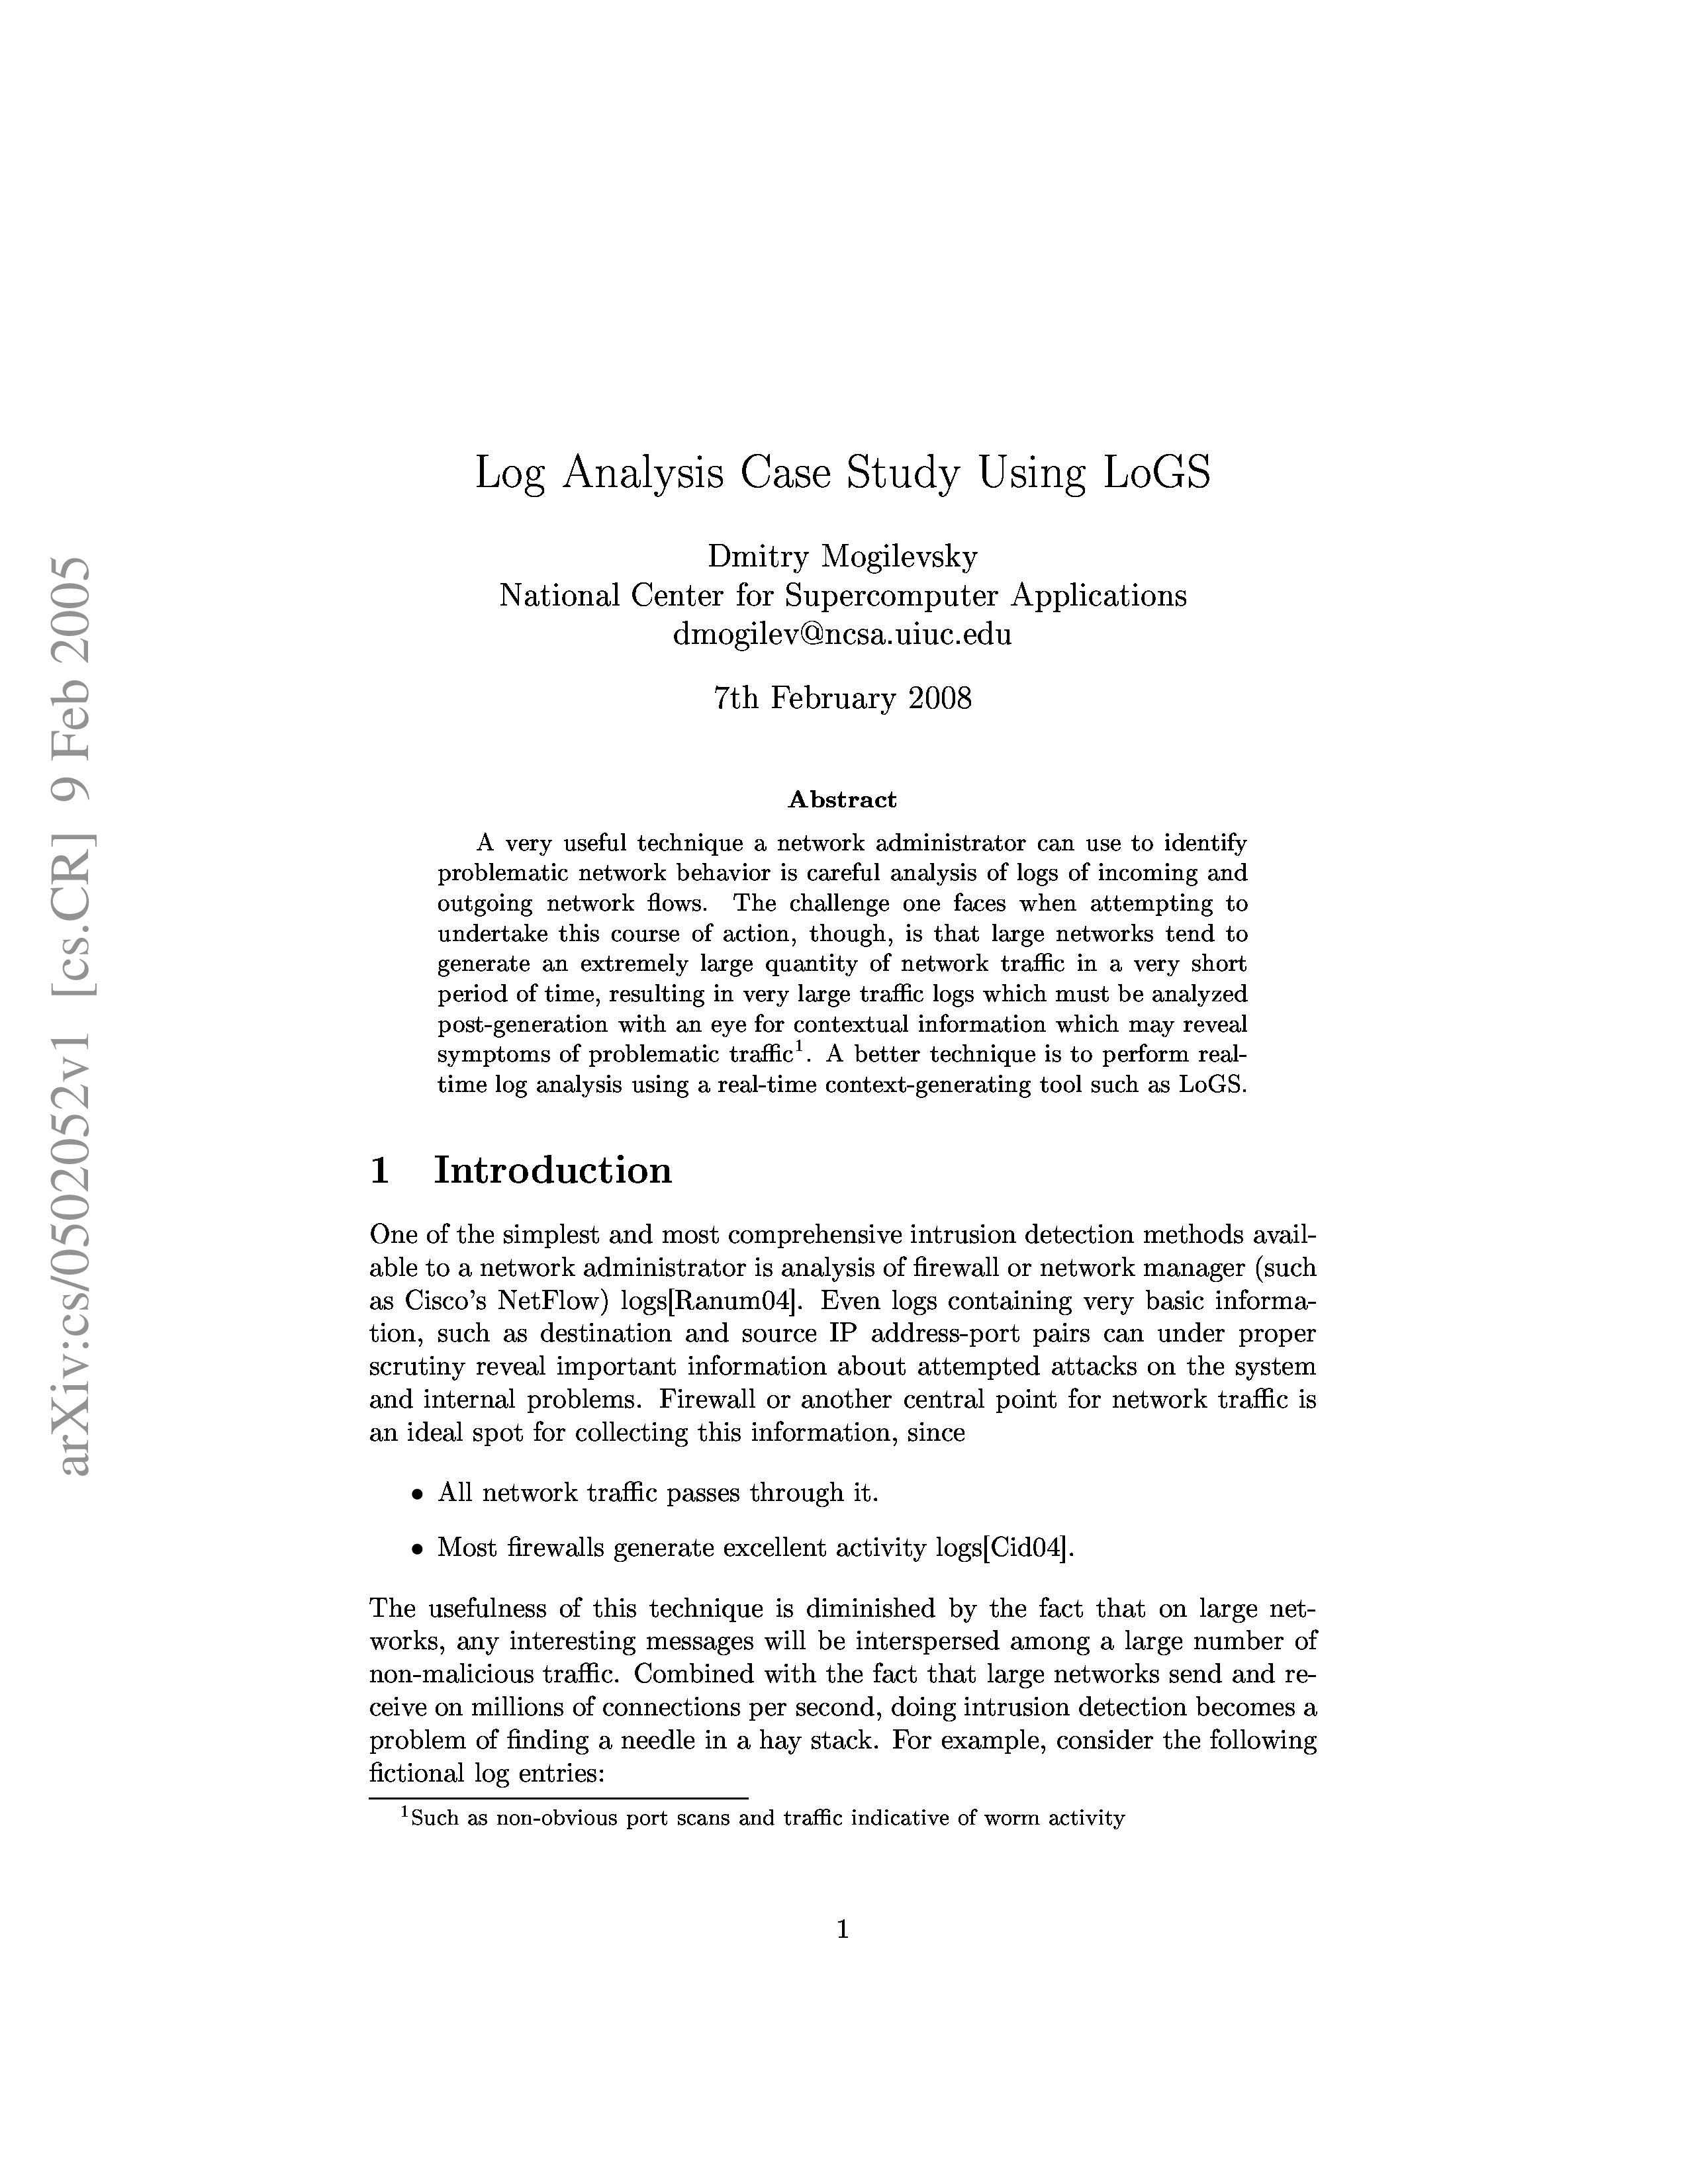 arXiv:cs/0502052v1 [cs.CR] 9 Feb 2005
Log Analysis Case Study Using LoGS
Dmitry Mogilevsky
National Center for Supercomputer Applications
dmogilev@ncsa.uiuc.edu
7th February 2008
Abstract
A very useful technique a network administrator can use to identify
problematic network behavior is careful analysis of logs of incoming and
outgoing network flows. The challenge one faces when attempting to
undertake this course of action, though, is that large networks tend to
generate an extremely large quantity of network traffic in a very short
period of time, resulting in very large traffic logs which must be analyzed
post-generation with an eye for contextual information which may reveal
symptoms of problematic traffic¹. A better technique is to perform real-
time log analysis using a real-time context-generating tool such as LoGS.
1 Introduction
One of the simplest and most comprehensive intrusion detection methods avail-
able to a network administrator is analysis of firewall or network manager (such
as Cisco's NetFlow) logs[Ranum04]. Even logs containing very basic informa-
tion, such as destination and source IP address-port pairs can under proper
scrutiny reveal important information about attempted attacks on the system
and internal problems. Firewall or another central point for network traffic is
an ideal spot for collecting this information, since
• All network traffic passes through it.
• Most firewalls generate excellent activity logs[Cid04].
The usefulness of this technique is diminished by the fact that on large net-
works, any interesting messages will be interspersed among a large number of
non-malicious traffic. Combined with the fact that large networks send and re-
ceive on millions of connections per second, doing intrusion detection becomes a
problem of finding a needle in a hay stack. For example, consider the following
fictional log entries:
¹Such as non-obvious port scans and traffic indicative of worm activity
1